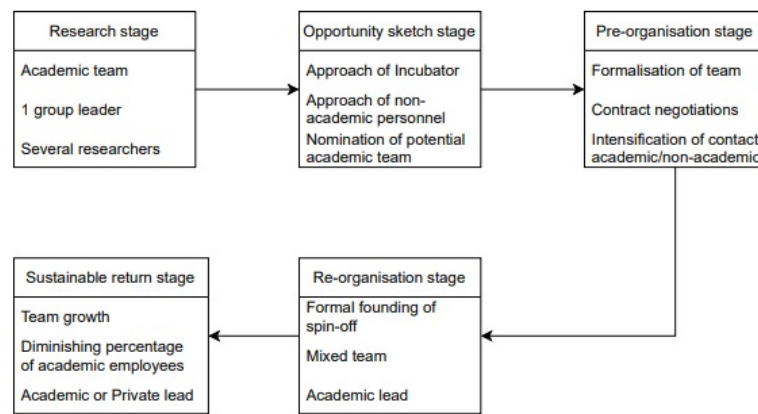 Research stage
Academic team
1 group leader
Several researchers
Opportunity sketch stage
Approach of Incubator
Approach of non-
academic personnel
Nomination of potential
academic team
Pre-organisation stage
Formalisation of team
Contract negotiations
Intensification of contact
academic/non-academic
Re-organisation stage
Formal founding of
spin-off
Mixed team
Academic lead
Sustainable return stage
Team growth
Diminishing percentage
of academic employees
Academic or Private lead